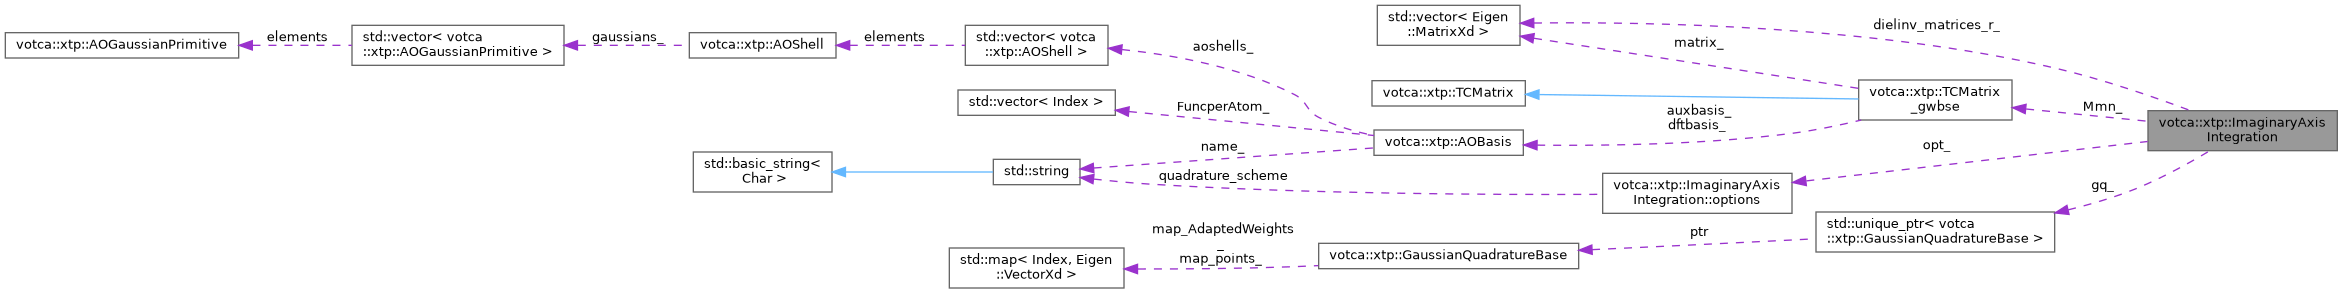 votca::xtp::AOGaussianPrimitive
elements
std::vector< votca
::xtp::AOGaussianPrimitive >
gaussians_
votca::xtp::AOShell
elements
std::vector< votca
::xtp::AOShell >
aoshells_
std::vector< Index >
FuncperAtom_
std::basic_string<
Char >
std::string
name_
quadrature_scheme
std::map< Index, Eigen
::VectorXd >
map_AdaptedWeights
_
map_points_
std::vector< Eigen
::MatrixXd >
dielinv_matrices_r_
matrix_
votca::xtp::TCMatrix
votca::xtp::AOBasis
auxbasis_
dftbasis_
votca::xtp::TCMatrix
_gwbse
Mmn_
votca::xtp::ImaginaryAxis
Integration
opt_
votca::xtp::ImaginaryAxis
Integration::options
gq_
std::unique_ptr< votca
::xtp::GaussianQuadratureBase >
ptr
votca::xtp::GaussianQuadratureBase